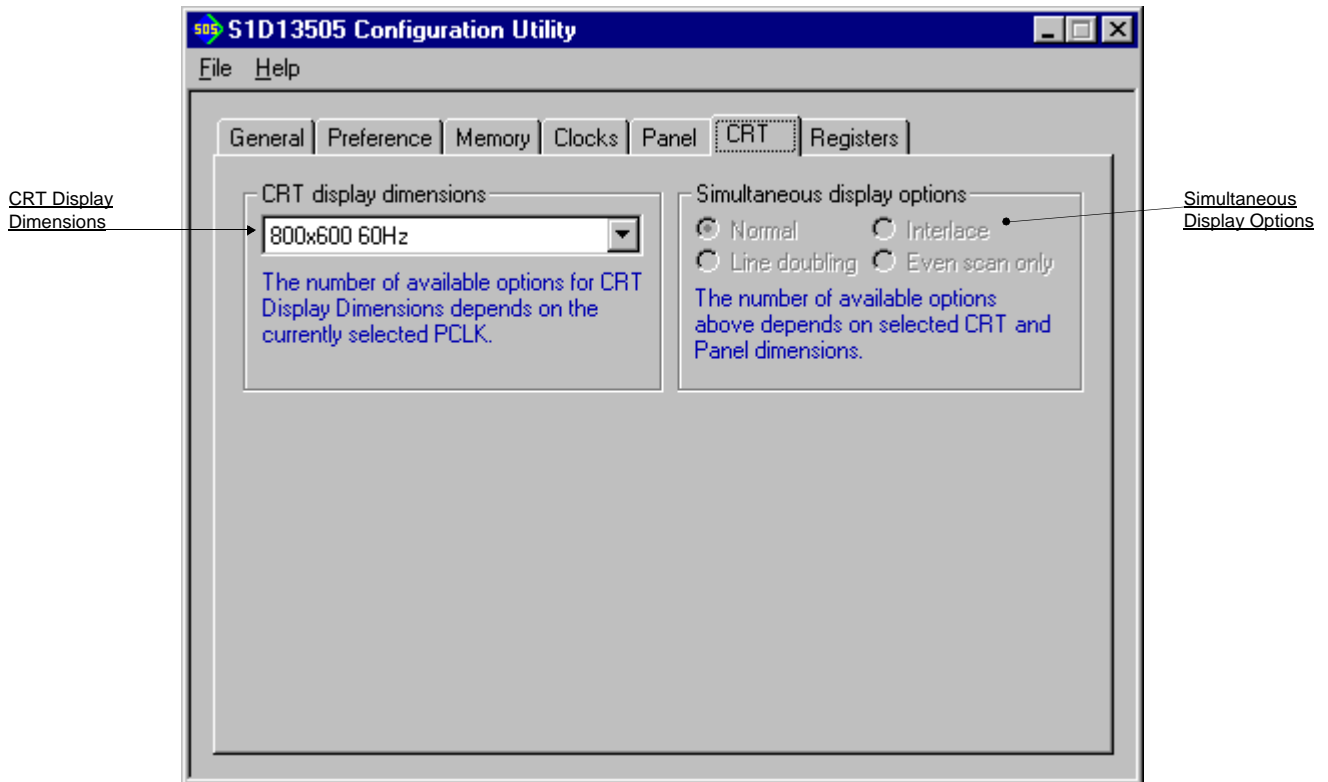 505 S1D13505 Configuration Utility
File Help
General Preference Memory Clocks Panel CRT Registers
CRT Display
Dimensions
CRT display dimensions
800x600 60Hz
The number of available options for CRT
Display Dimensions depends on the
currently selected PCLK.
Simultaneous display options
Normal Interlace
Line doubling Even scan only
The number of available options
above depends on selected CRT and
Panel dimensions.
Simultaneous
Display Options